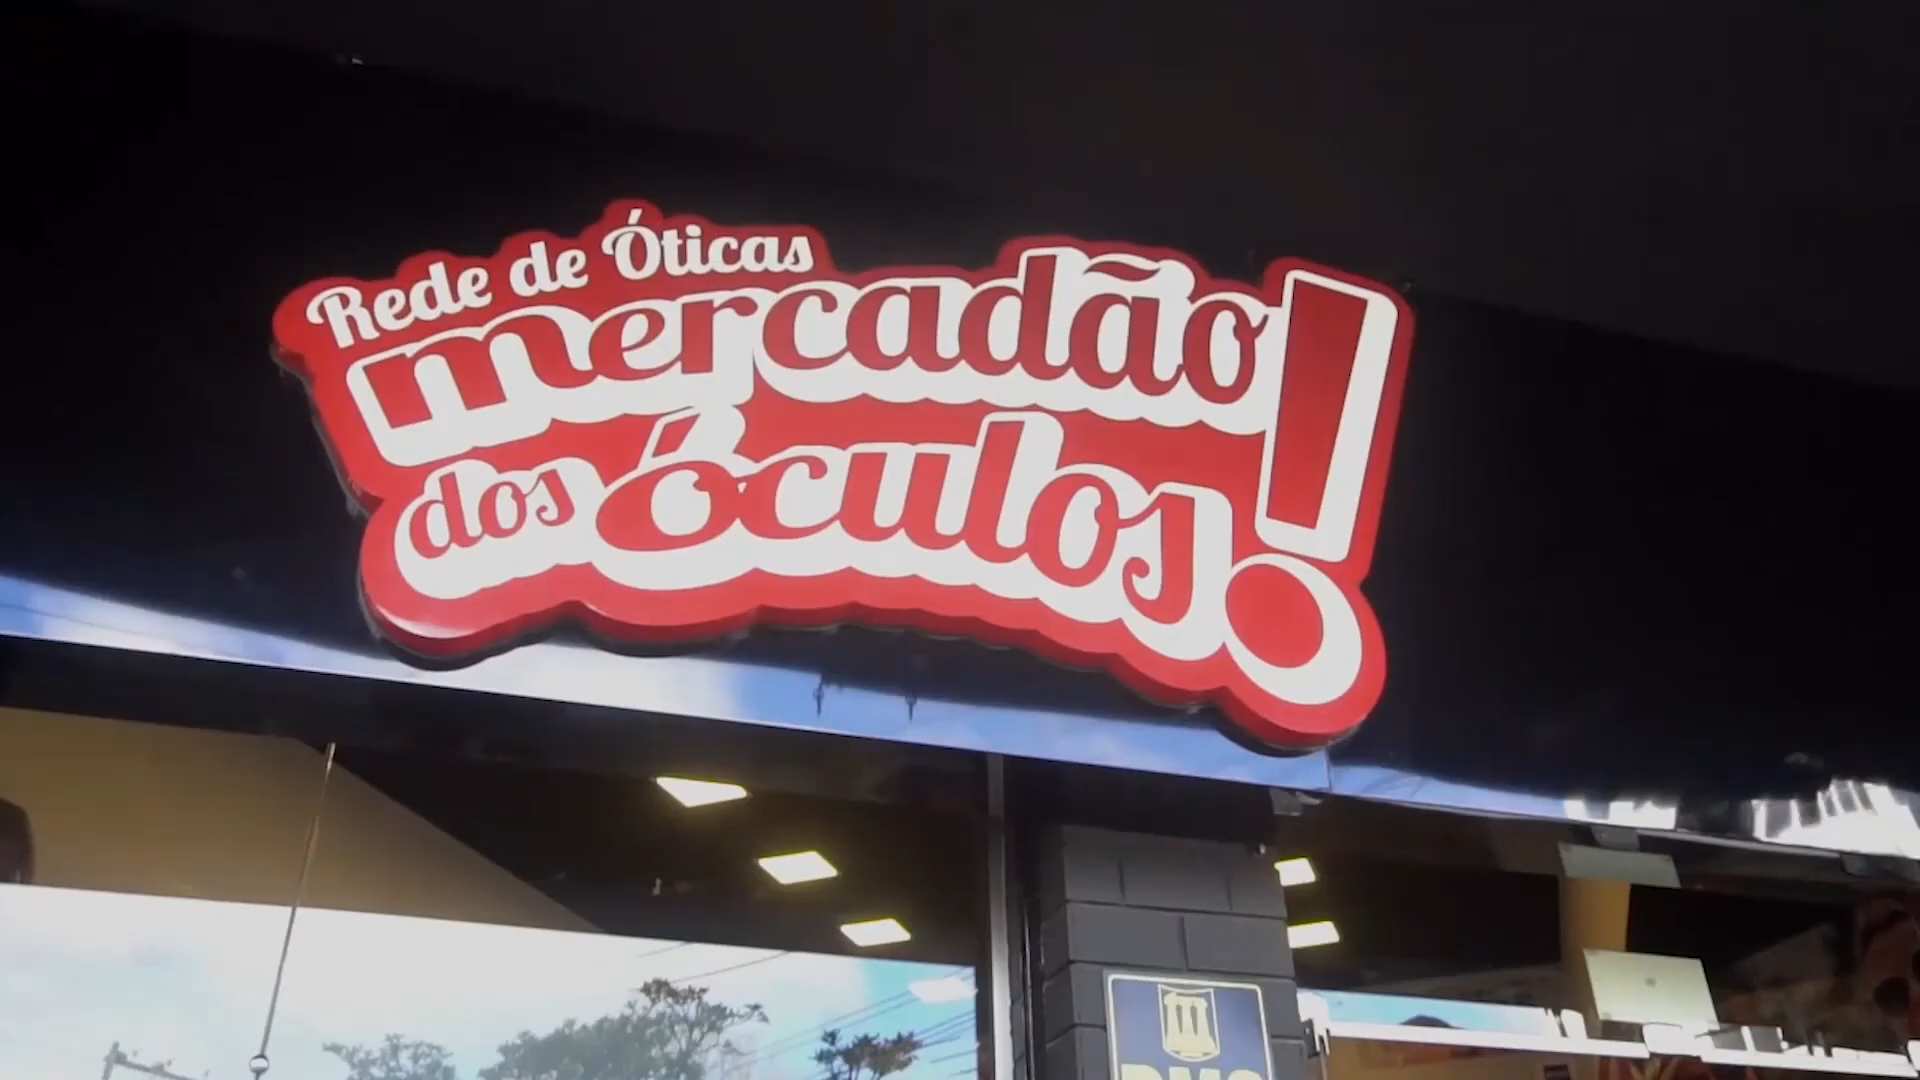 Rede de Óticas
mercadão
dos óculos!